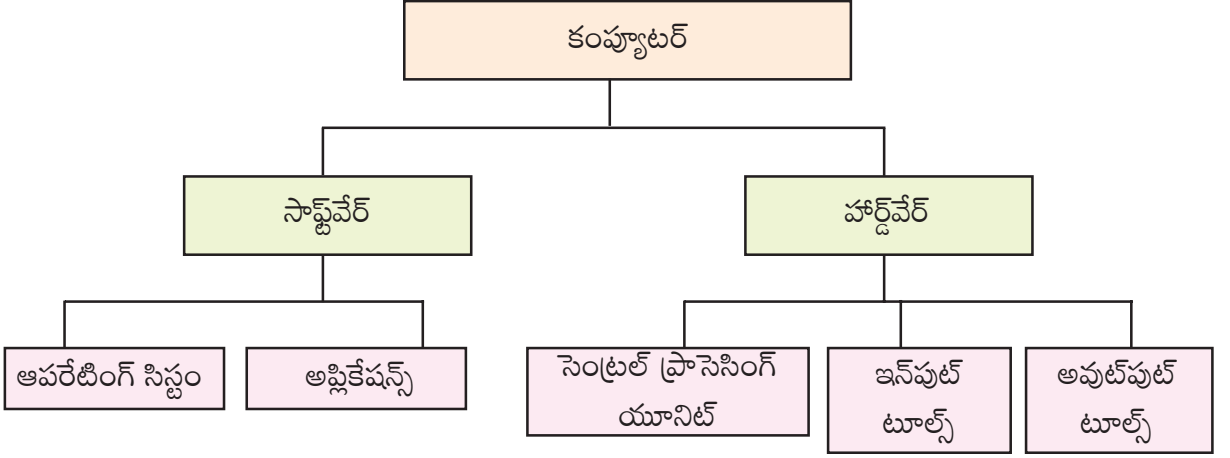 కంప్యూటర్
సాఫ్ట్‌వేర్
హార్డ్‌వేర్
ఆపరేటింగ్ సిస్టం
అప్లికేషన్స్
సెంట్రల్ ప్రాసెసింగ్
యూనిట్
ఇన్‌పుట్
టూల్స్
అవుట్‌పుట్
టూల్స్